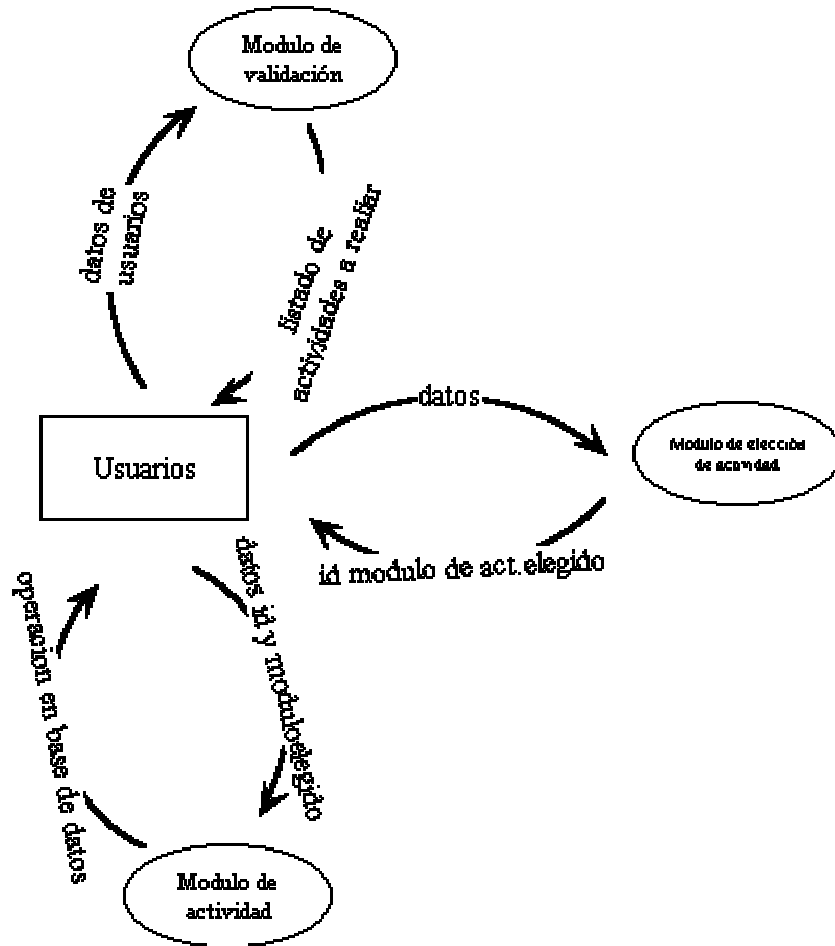 Modulo de
validación
datos de
usuarios
listado de
actividades a realiar
datos
Modulo de elección
de actividad
Usuarios
id modulo de act.elegido
datos id y moduloelegido
operacion en base de datos
Modulo de
actividad